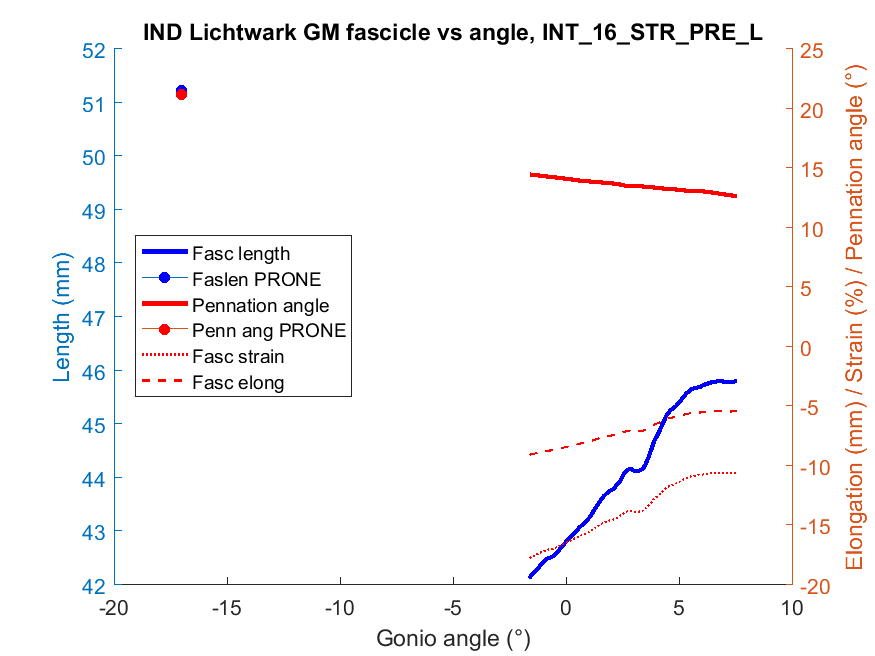 IND Lichtwark GM fascicle vs angle, INT_16_STR_PRE_L
52
51
50
49
48
47
46
45
44
43
42
Length (mm)
Fasc length
Faslen PRONE
Pennation angle
Penn ang PRONE
Fasc strain
Fasc elong
25
20
15
10
5
0
-5
-10
-15
-20
Elongation (mm) / Strain (%) / Pennation angle (°)
-20
-15
-10
-5
0
5
10
Gonio angle (°)